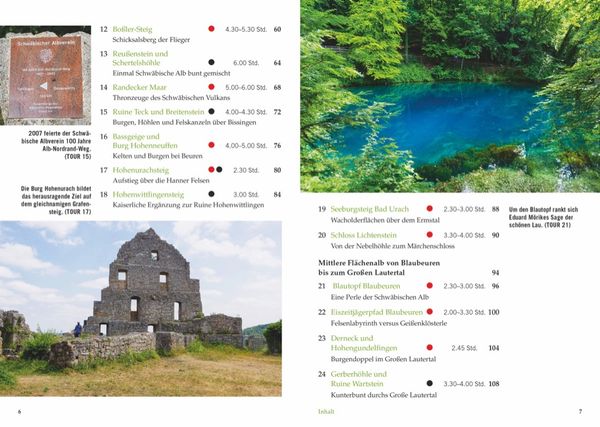 Schwäbischer Albverein
2007 feierte der Schwä-
bische Albverein 100 Jahre
Alb-Nordrand-Weg.
(TOUR 15)
Die Burg Hohenurach bildet
das herausragende Ziel auf
dem gleichnamigen Grafen-
steig. (TOUR 17)
12 Boßler-Steig 4.30–5.30 Std. 60
Schicksalsberg der Flieger
13 Reußenstein und
Schertelshöhle 6.00 Std. 64
Einmal Schwäbische Alb bunt gemischt
14 Randecker Maar 5.00–6.00 Std. 68
Thronzeuge des Schwäbischen Vulkans
15 Ruine Teck und Breitenstein 4.00–4.30 Std. 72
Burgen, Höhlen und Felskanzeln über Bissingen
16 Bassgeige und
Burg Hohenneuffen 4.00–5.00 Std. 76
Kelten und Burgen bei Beuren
17 Hohenurachsteig 2.30 Std. 80
Aufstieg über die Hanner Felsen
18 Hohenwittlingensteig 3.00 Std. 84
Kaiserliche Ergänzung zur Ruine Hohenwittlingen
6
19 Seeburgsteig Bad Urach 2.30–3.00 Std. 88
Wacholderflächen über dem Ermstal
20 Schloss Lichtenstein 3.30–4.00 Std. 90
Von der Nebelhöhle zum Märchenschloss
Mittlere Flächenalb von Blaubeuren
bis zum Großen Lautertal 94
21 Blautopf Blaubeuren 2.30–3.00 Std. 96
Eine Perle der Schwäbischen Alb
22 Eiszeitjägerpfad Blaubeuren 2.00–3.30 Std. 100
Felsenlabyrinth versus Geißenklösterle
23 Derneck und
Hohengundelfingen 2.45 Std. 104
Burgendoppel im Großen Lautertal
24 Gerberhöhle und
Ruine Wartstein 3.30–4.00 Std. 108
Kunterbunt durchs Große Lautertal
Um den Blautopf rankt sich
Eduard Mörikes Sage der
schönen Lau. (TOUR 21)
Inhalt
7